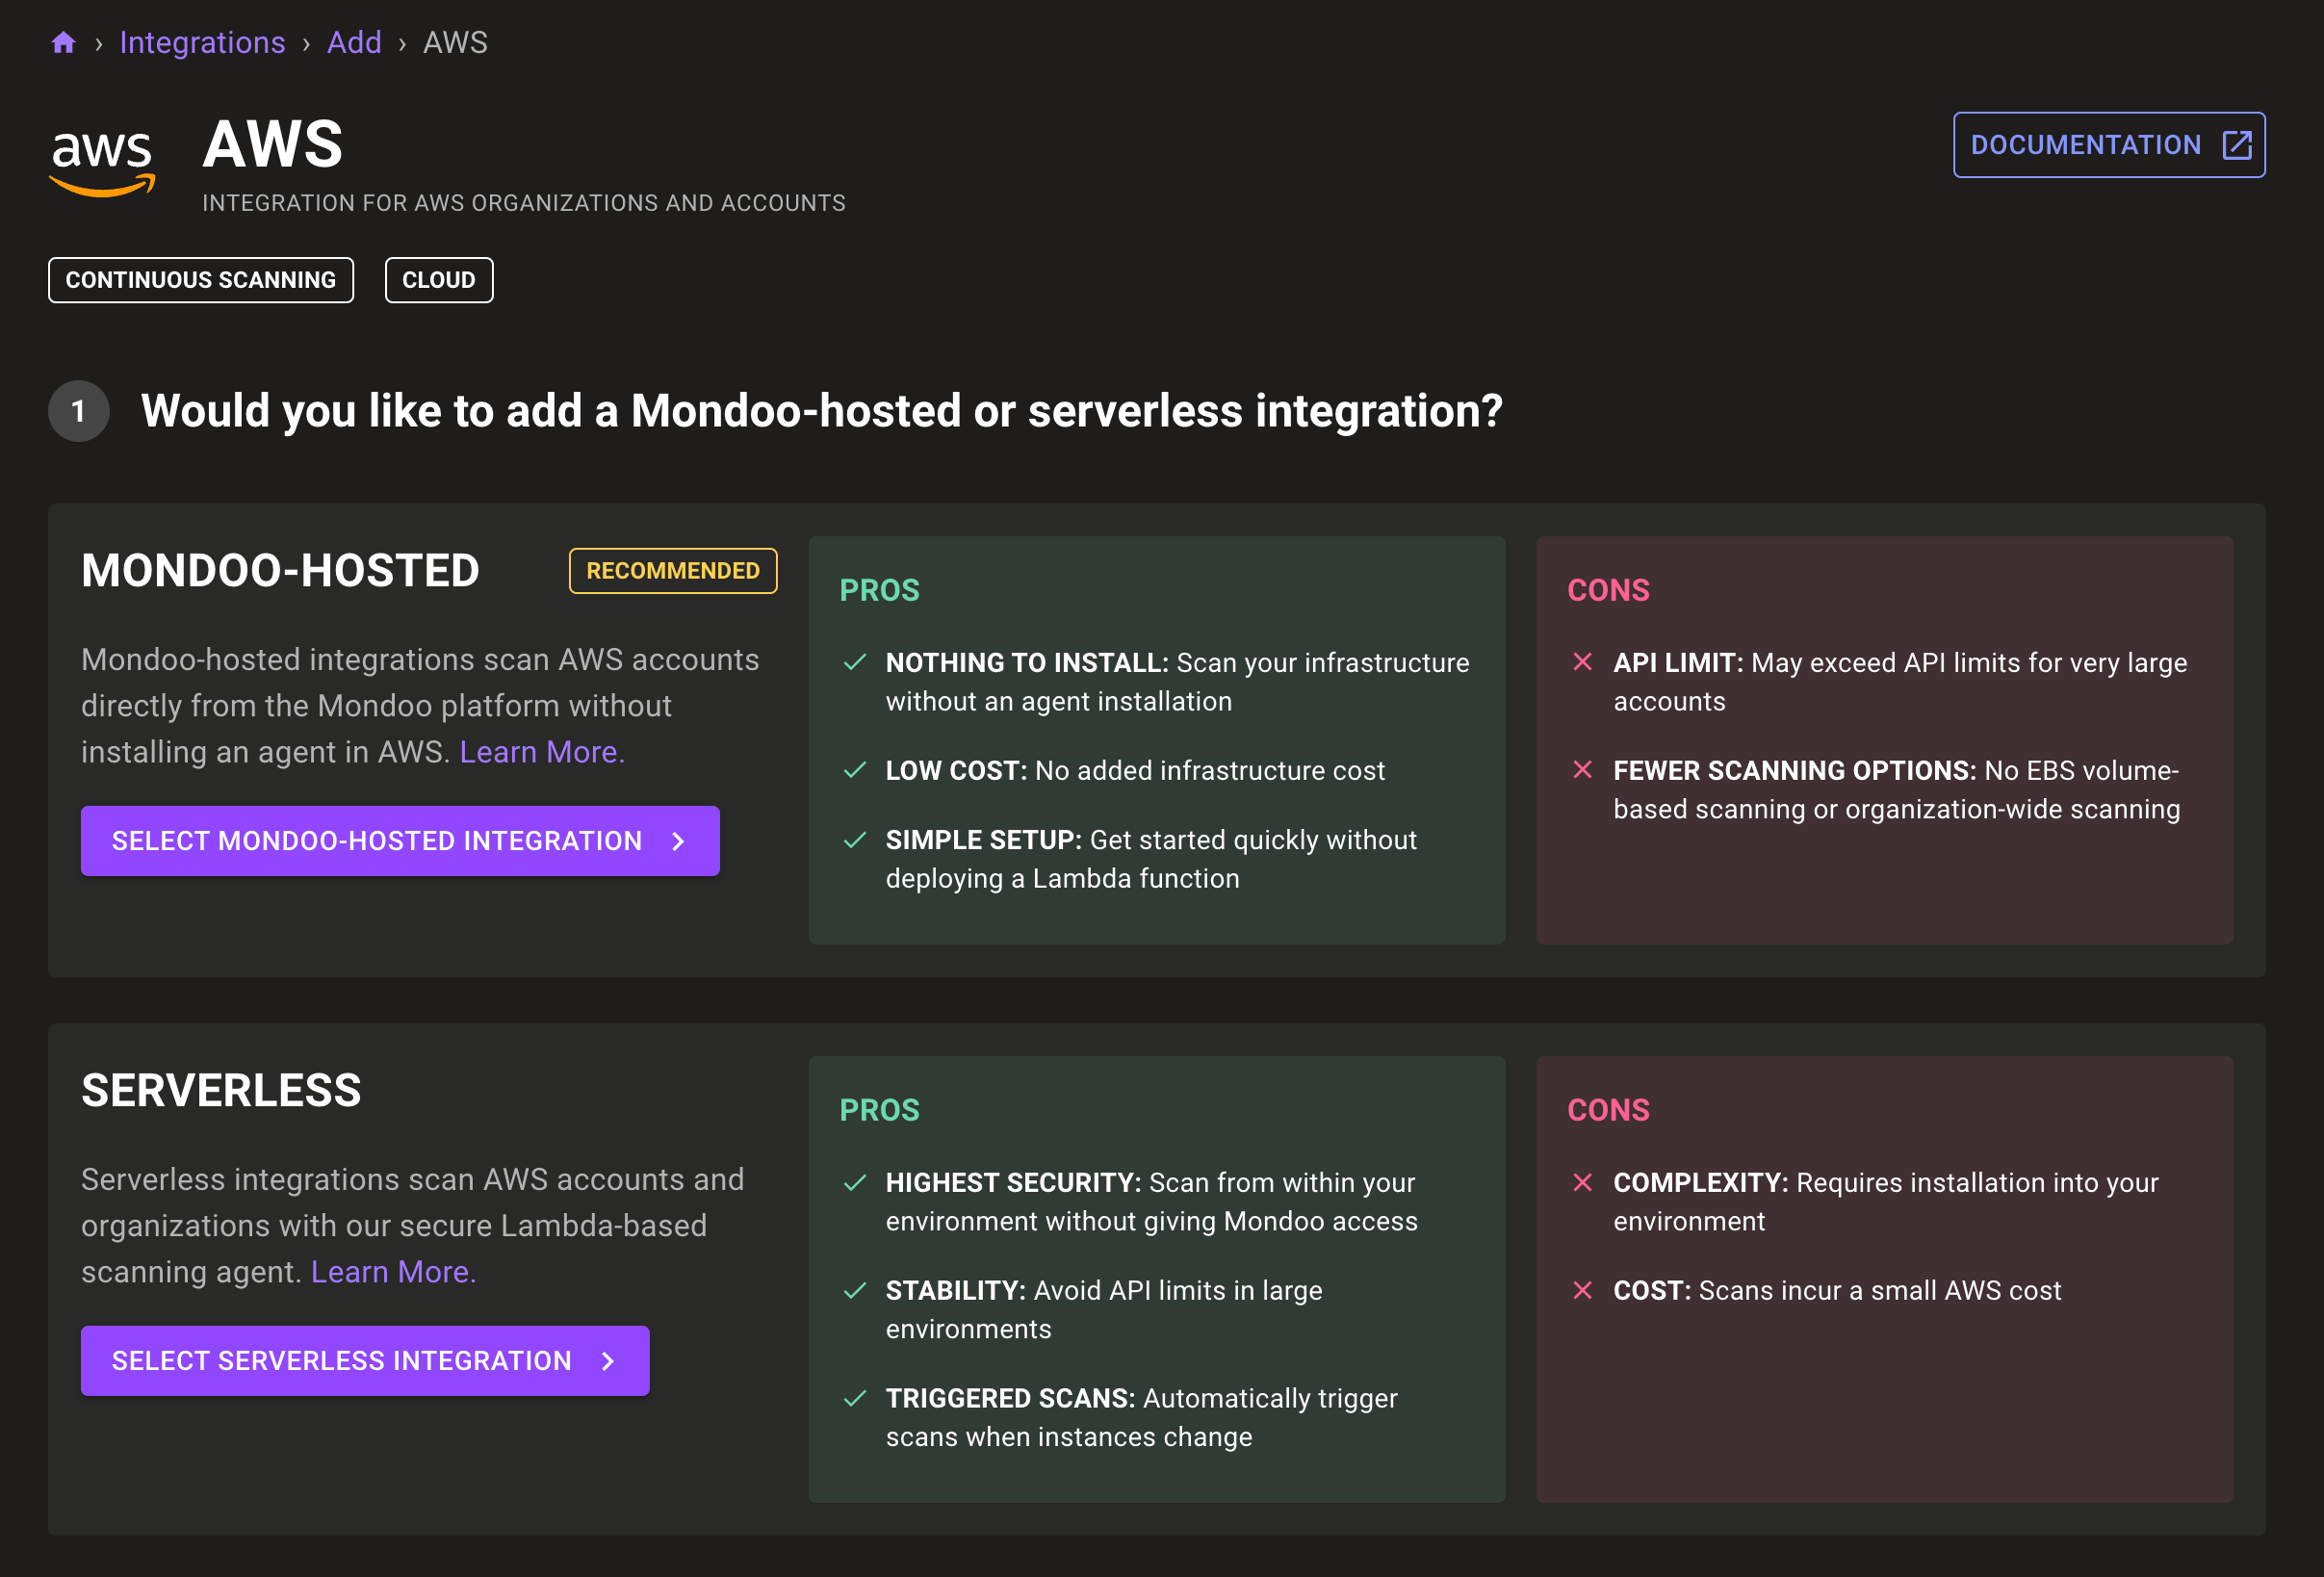 › Integrations › Add › AWS
aws
AWS
DOCUMENTATION
INTEGRATION FOR AWS ORGANIZATIONS AND ACCOUNTS
CONTINUOUS SCANNING
CLOUD
1 Would you like to add a Mondoo-hosted or serverless integration?
MONDOO-HOSTED
RECOMMENDED
Mondoo-hosted integrations scan AWS accounts
directly from the Mondoo platform without
installing an agent in AWS. Learn More.
SELECT MONDOO-HOSTED INTEGRATION
PROS
NOTHING TO INSTALL: Scan your infrastructure
without an agent installation
LOW COST: No added infrastructure cost
SIMPLE SETUP: Get started quickly without
deploying a Lambda function
CONS
API LIMIT: May exceed API limits for very large
accounts
FEWER SCANNING OPTIONS: No EBS volume-
based scanning or organization-wide scanning
SERVERLESS
Serverless integrations scan AWS accounts and
organizations with our secure Lambda-based
scanning agent. Learn More.
SELECT SERVERLESS INTEGRATION
PROS
HIGHEST SECURITY: Scan from within your
environment without giving Mondoo access
STABILITY: Avoid API limits in large
environments
TRIGGERED SCANS: Automatically trigger
scans when instances change
CONS
COMPLEXITY: Requires installation into your
environment
COST: Scans incur a small AWS cost